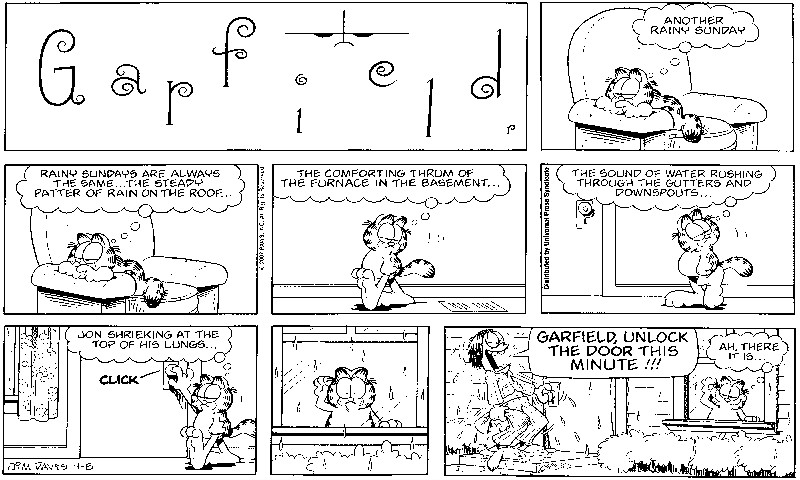 Garfield
ANOTHER
RAINY SUNDAY
RAINY SUNDAYS ARE ALWAYS
THE SAME...THE STEADY
PATTER OF RAIN ON THE ROOF...
THE COMFORTING THRUM OF
THE FURNACE IN THE BASEMENT...
THE SOUND OF WATER RUSHING
THROUGH THE GUTTERS AND
DOWNSPOUTS...
Distributed by Universal Press Syndicate
JON SHRIEKING AT THE
TOP OF HIS LUNGS...
CLICK
JIM DAVIS 4-8
GARFIELD, UNLOCK
THE DOOR THIS
MINUTE !!!
AH, THERE
IT IS...